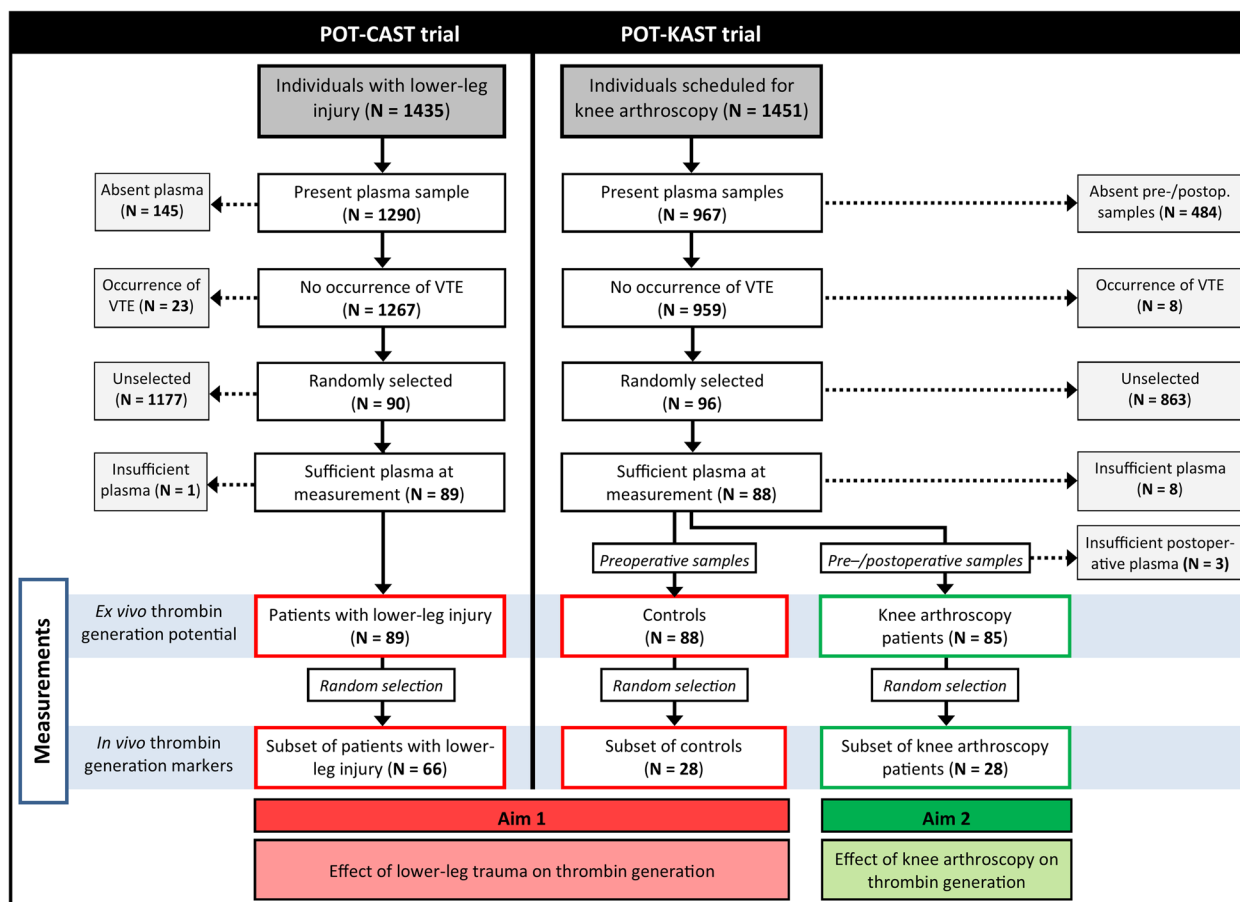 POT-CAST trial
POT-KAST trial
Individuals with lower-leg
injury (N = 1435)
Individuals scheduled for
knee arthroscopy (N = 1451)
Absent plasma
(N = 145)
Present plasma sample
(N = 1290)
Present plasma samples
(N = 967)
Absent pre-/postop.
samples (N = 484)
Occurrence of
VTE (N = 23)
No occurrence of VTE
(N = 1267)
No occurrence of VTE
(N = 959)
Occurrence of VTE
(N = 8)
Unselected
(N = 1177)
Randomly selected
(N = 90)
Randomly selected
(N = 96)
Unselected
(N = 863)
Insufficient
plasma (N = 1)
Sufficient plasma at
measurement (N = 89)
Sufficient plasma at
measurement (N = 88)
Insufficient plasma
(N = 8)
Preoperative samples
Pre–/postoperative samples
Insufficient postoper-
ative plasma (N = 3)
Measurements
Ex vivo thrombin
generation potential
Patients with lower-leg injury
(N = 89)
Controls
(N = 88)
Knee arthroscopy
patients (N = 85)
Random selection
Random selection
Random selection
In vivo thrombin
generation markers
Subset of patients with lower-
leg injury (N = 66)
Subset of controls
(N = 28)
Subset of knee arthroscopy
patients (N = 28)
Aim 1
Aim 2
Effect of lower-leg trauma on thrombin generation
Effect of knee arthroscopy on
thrombin generation